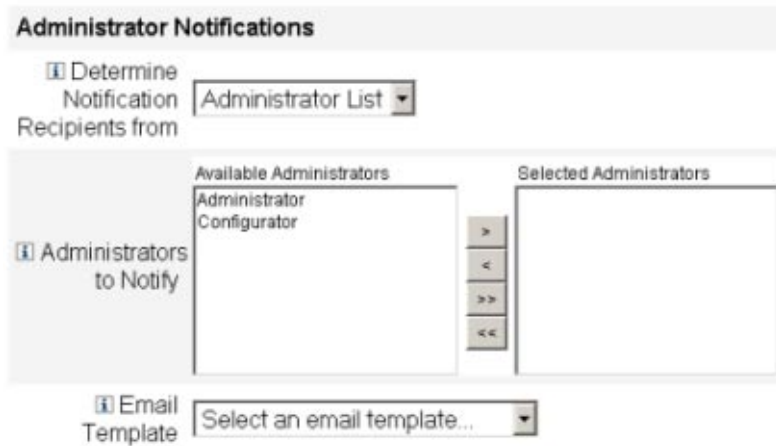 Administrator Notifications
Determine
Notification
Recipients from
Administrator List
Available Administrators
Selected Administrators
Administrator
Configurator
Administrators
to Notify
>
<
>>
<<
Email
Template
Select an email template...